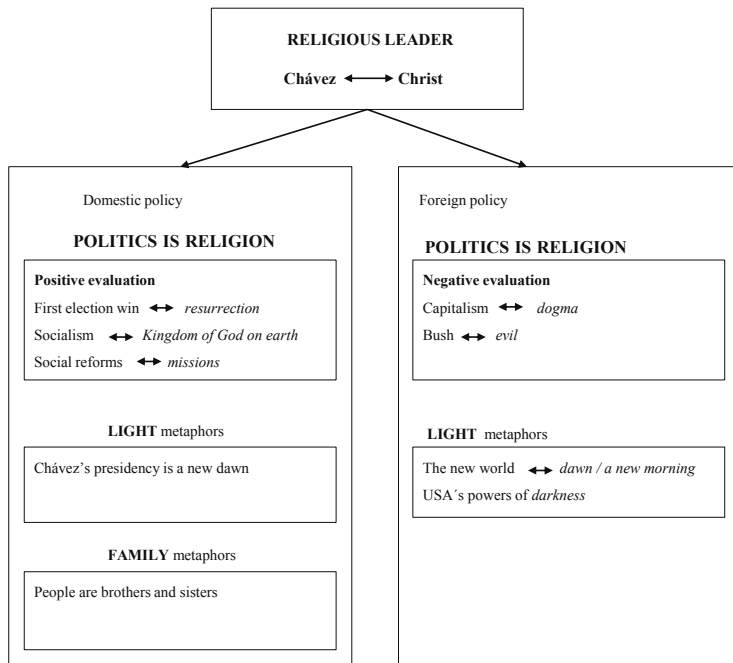 RELIGIOUS LEADER
Chávez ↔ Christ
Domestic policy
POLITICS IS RELIGION
Positive evaluation
First election win ↔ resurrection
Socialism ↔ Kingdom of God on earth
Social reforms ↔ missions
LIGHT metaphors
Chávez’s presidency is a new dawn
FAMILY metaphors
People are brothers and sisters
Foreign policy
POLITICS IS RELIGION
Negative evaluation
Capitalism ↔ dogma
Bush ↔ evil
LIGHT metaphors
The new world ↔ dawn / a new morning
USA´s powers of darkness